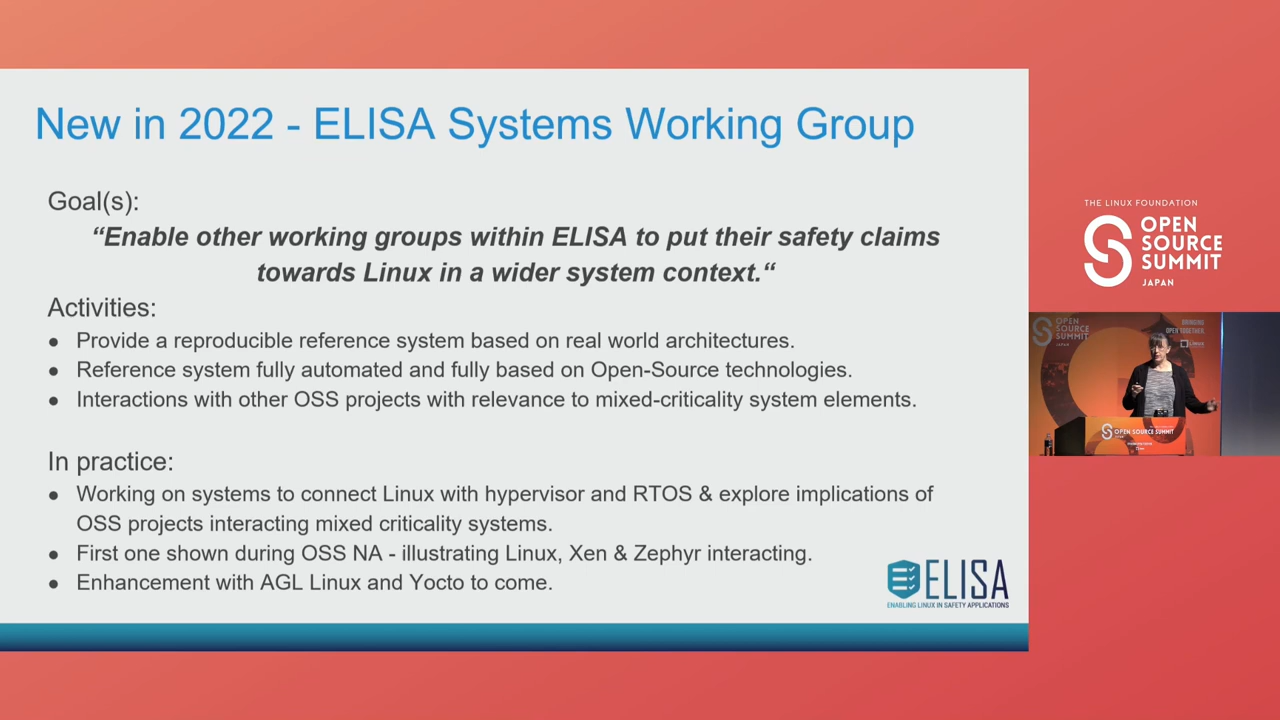 New in 2022 - ELISA Systems Working Group
Goal(s):
“Enable other working groups within ELISA to put their safety claims
towards Linux in a wider system context.“
Activities:
● Provide a reproducible reference system based on real world architectures.
● Reference system fully automated and fully based on Open-Source technologies.
● Interactions with other OSS projects with relevance to mixed-criticality system elements.
In practice:
● Working on systems to connect Linux with hypervisor and RTOS & explore implications of
OSS projects interacting mixed criticality systems.
● First one shown during OSS NA - illustrating Linux, Xen & Zephyr interacting.
● Enhancement with AGL Linux and Yocto to come.
ELISA
ENABLING LINUX IN SAFETY APPLICATIONS
THE LINUX FOUNDATION
OPEN
SOURCE
SUMMIT
JAPAN
OPEN
SOURCE
SUMMIT
JAPAN
OPEN SOURCE SUMMIT